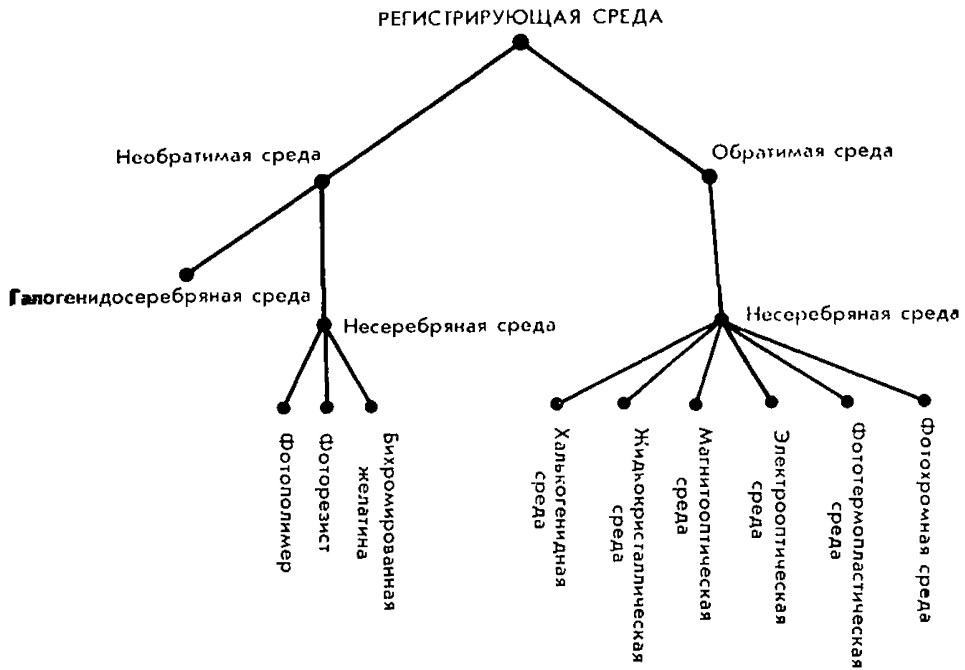 РЕГИСТРИРУЮЩАЯ СРЕДА
Необратимая среда
Обратимая среда
Галогенидосеребряная среда
Несеребряная среда
Несеребряная среда
Фотополимер
Фоторезист
Бихромированная
желатина
Халькогенидная
среда
Жидкокристаллическая
среда
Магнитооптическая
среда
Электрооптическая
среда
Фототермопластическая
среда
Фотохромная среда